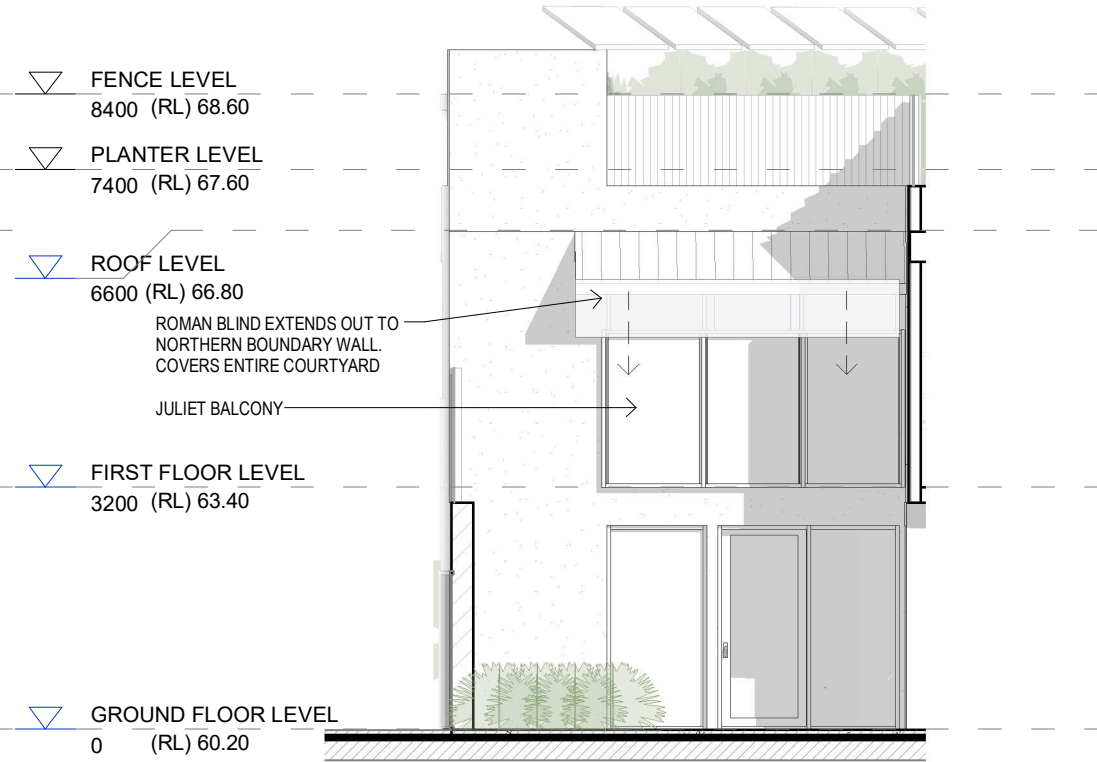 FENCE LEVEL
8400 (RL) 68.60
PLANTER LEVEL
7400 (RL) 67.60
ROOF LEVEL
6600 (RL) 66.80
ROMAN BLIND EXTENDS OUT TO
NORTHERN BOUNDARY WALL.
COVERS ENTIRE COURTYARD
JULIET BALCONY
FIRST FLOOR LEVEL
3200 (RL) 63.40
GROUND FLOOR LEVEL
0 (RL) 60.20